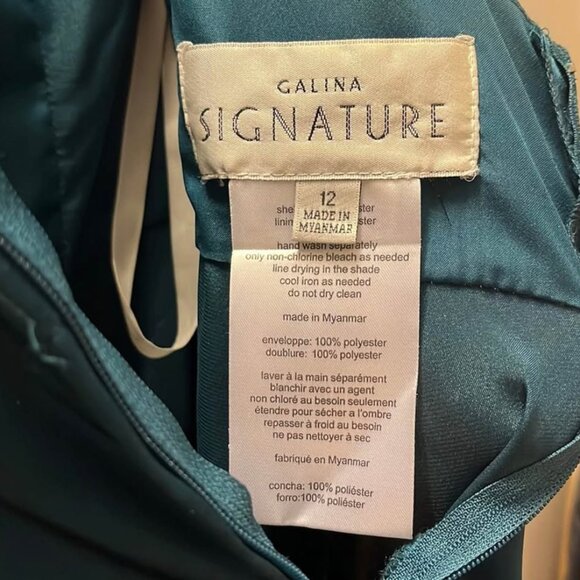 GALINA
SIGNATURE
12
MADE IN
MYANMAR
hand wash separately
only non-chlorine bleach as needed
line drying in the shade
cool iron as needed
do not dry clean
made in Myanmar
enveloppe: 100% polyester
doublure: 100% polyester
laver à la main séparément
blanchir avec un agent
non chloré au besoin seulement
étendre pour sécher a l'ombre
repasser à froid au besoin
ne pas nettoyer à sec
fabriqué en Myanmar
concha: 100% poliéster
forro:100% poliéster